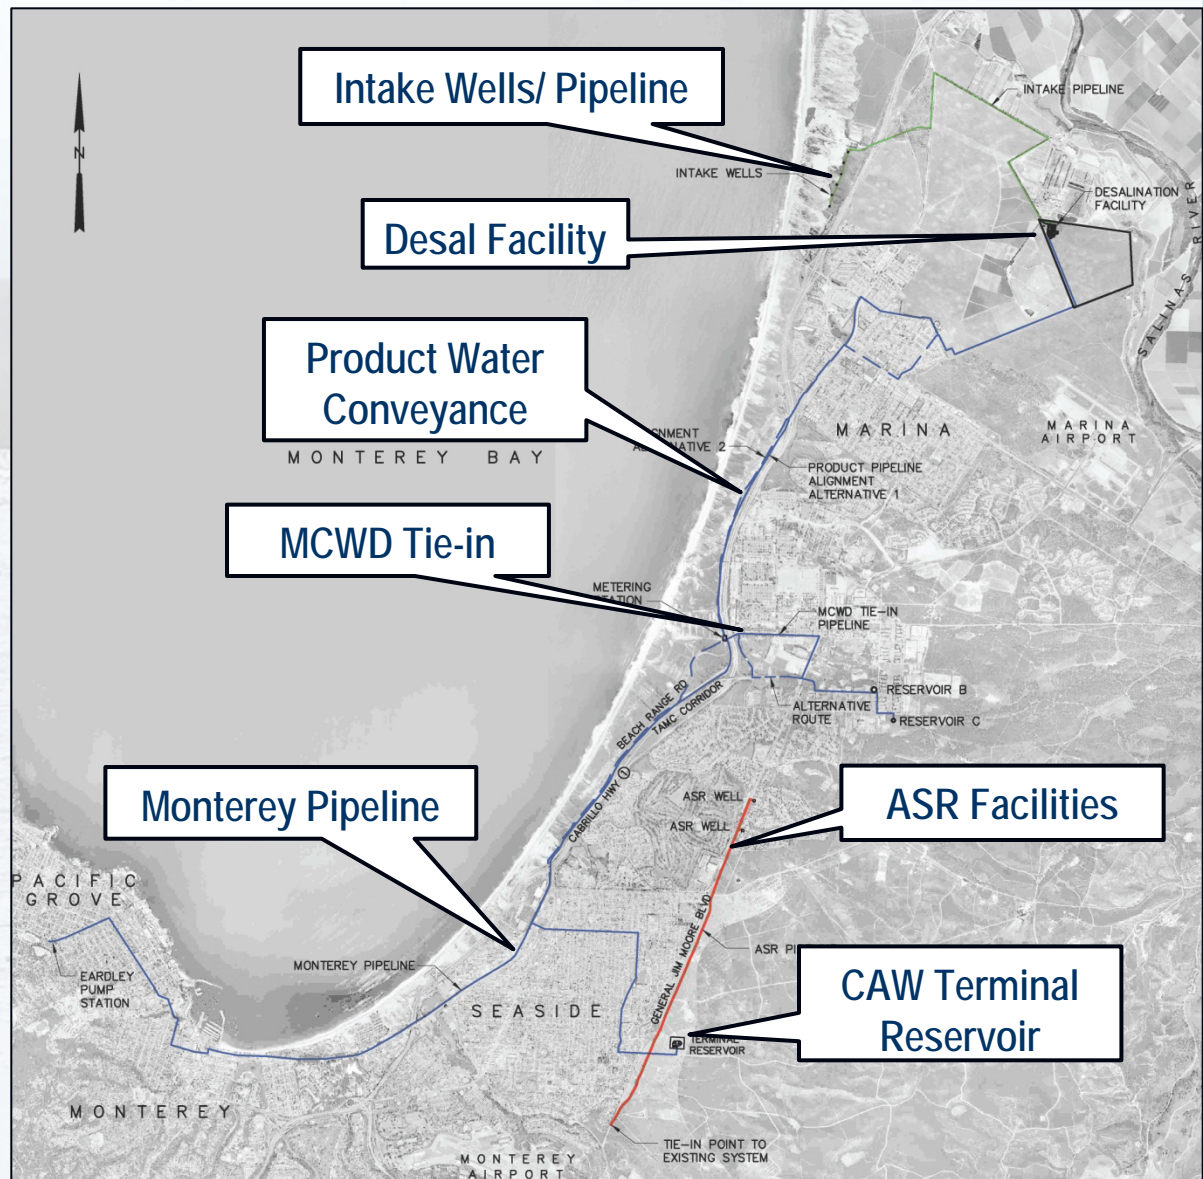 Intake Wells/ Pipeline
INTAKE PIPELINE
N
INTAKE WELLS
DESALINATION
FACILITY
Desal Facility
SALINAS RIVER
Product Water
Conveyance
MARINA
MARINA
AIRPORT
ALTERNATIVE 2
MONTEREY BAY
PRODUCT PIPELINE
ALIGNMENT
ALTERNATIVE 1
MCWD Tie-in
METERING
STATION
MCWD TIE-IN
PIPELINE
BEACH RANGE RD
TAMC CORRIDOR
RESERVOIR B
ALTERNATIVE
ROUTE
RESERVOIR C
CABRILLO HWY 1
Monterey Pipeline
ASR WELL
ASR WELL
ASR Facilities
PACIFIC
GROVE
GENERAL JIM MOORE BLVD
ASR
MONTEREY PIPELINE
EARDLEY
PUMP
STATION
SEASIDE
CAW Terminal
Reservoir
TERMINAL
RESERVOIR
MONTEREY
TIE-IN POINT TO
EXISTING SYSTEM
MONTEREY
AIRPORT